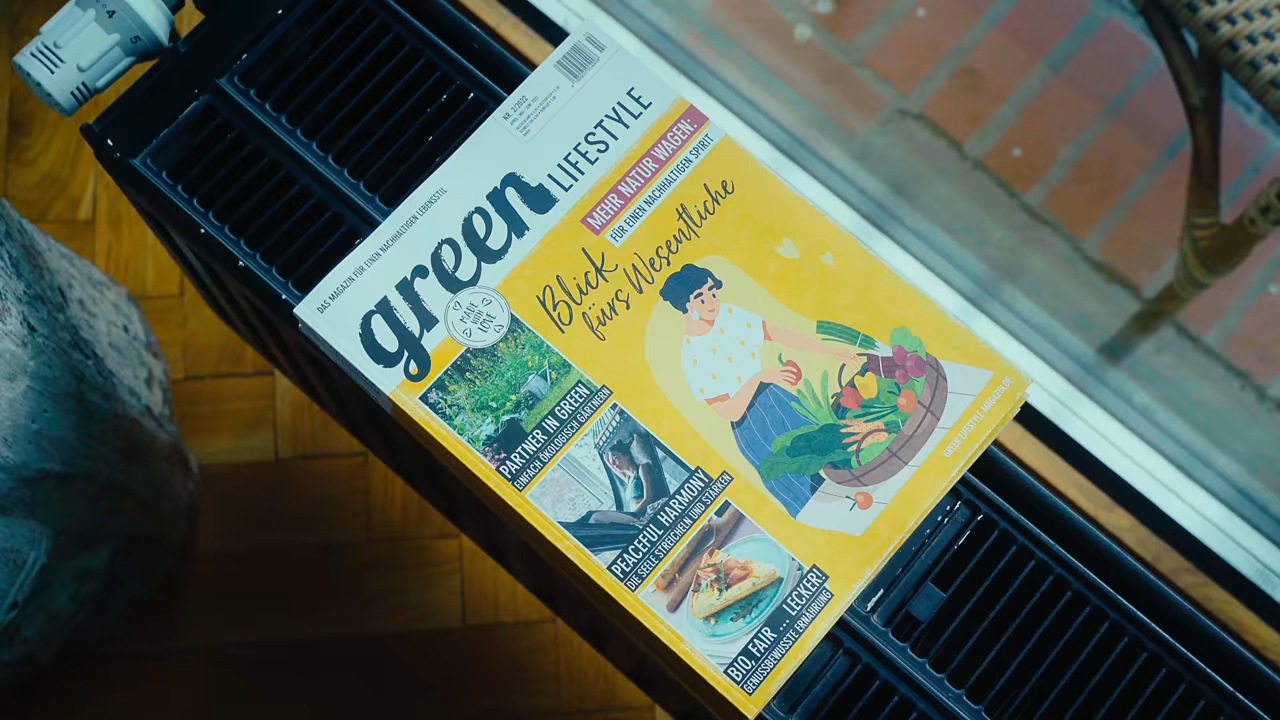 4
5
NR. 2/2022
DAS MAGAZIN FÜR EINEN NACHHALTIGEN LEBENSSTIL
green LIFESTYLE
MADE
WITH
LOVE
MEHR NATUR WAGEN:
FÜR EINEN NACHHALTIGEN SPIRIT
Blick
fürs Wesentliche
PARTNER IN GREEN
EINFACH ÖKOLOGISCH GÄRTNERN
PEACEFUL HARMONY
DIE SEELE STREICHELN UND STÄRKEN
BIO, FAIR ... LECKER!
GENUSSBEWUSSTE ERNÄHRUNG
GREEN-LIFESTYLE-MAGAZIN.DE